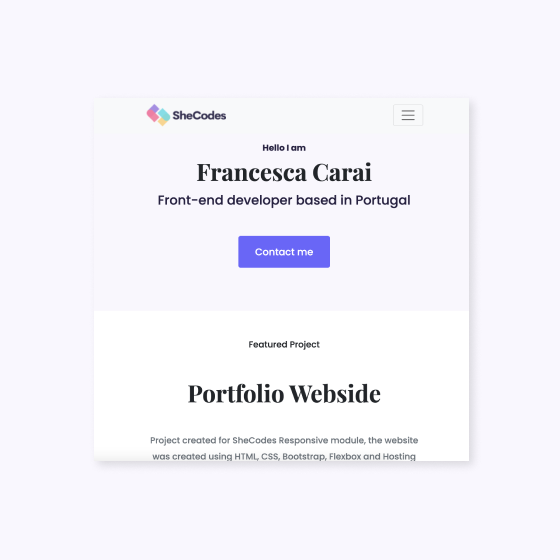 SheCodes
Hello I am
Francesca Carai
Front-end developer based in Portugal
Contact me
Featured Project
Portfolio Webside
Project created for SheCodes Responsive module, the website
was created using HTML, CSS, Bootstrap, Flexbox and Hosting